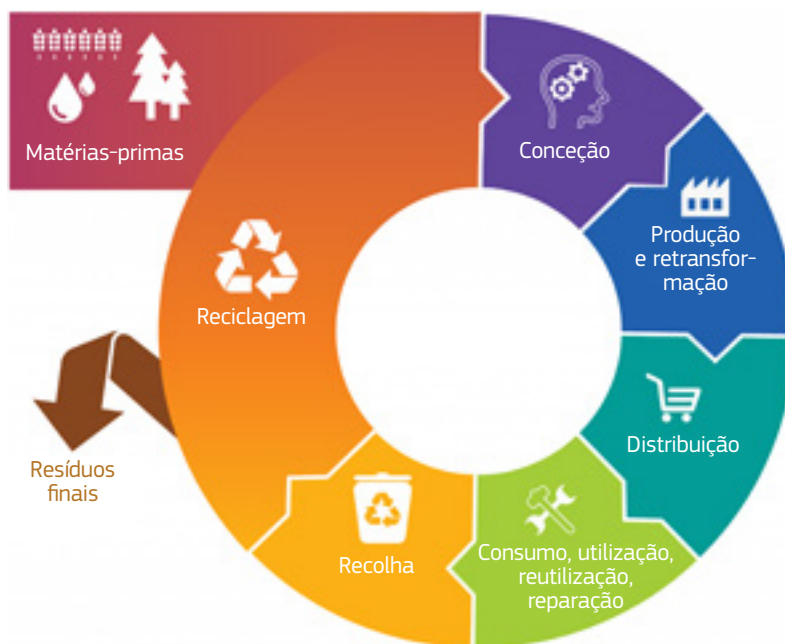 Matérias-primas
Conceção
Produção
e retransfor-
mação
Distribuição
Consumo, utilização,
reutilização,
reparação
Recolha
Reciclagem
Resíduos
finais